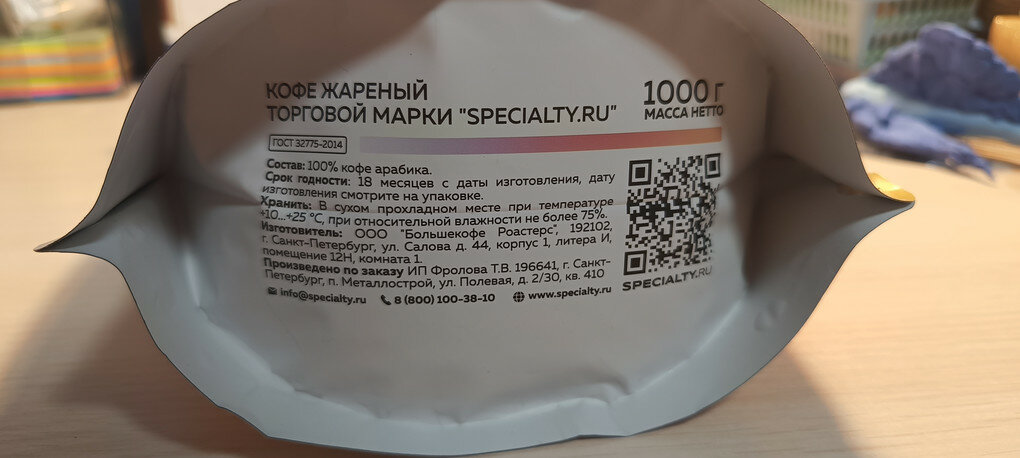 КОФЕ ЖАРЕНЫЙ
ТОРГОВОЙ МАРКИ "SPECIALTY.RU"
1000 г
МАССА НЕТТО
ГОСТ 32775-2014
Состав: 100% кофе арабика.
Срок годности: 18 месяцев с даты изготовления, дату
изготовления смотрите на упаковке.
Хранить: В сухом прохладном месте при температуре
+10...+25 °С, при относительной влажности не более 75%.
Изготовитель: ООО "Большекофе Роастерс", 192102,
г. Санкт-Петербург, ул. Салова д. 44, корпус 1, литера И,
помещение 12Н, комната 1.
Произведено по заказу ИП Фролова Т.В. 196641, г. Санкт-
Петербург, п. Металлострой, ул. Полевая, д. 2/30, кв. 410
info@specialty.ru 8 (800) 100-38-10 www.specialty.ru
SPECIALTY.RU